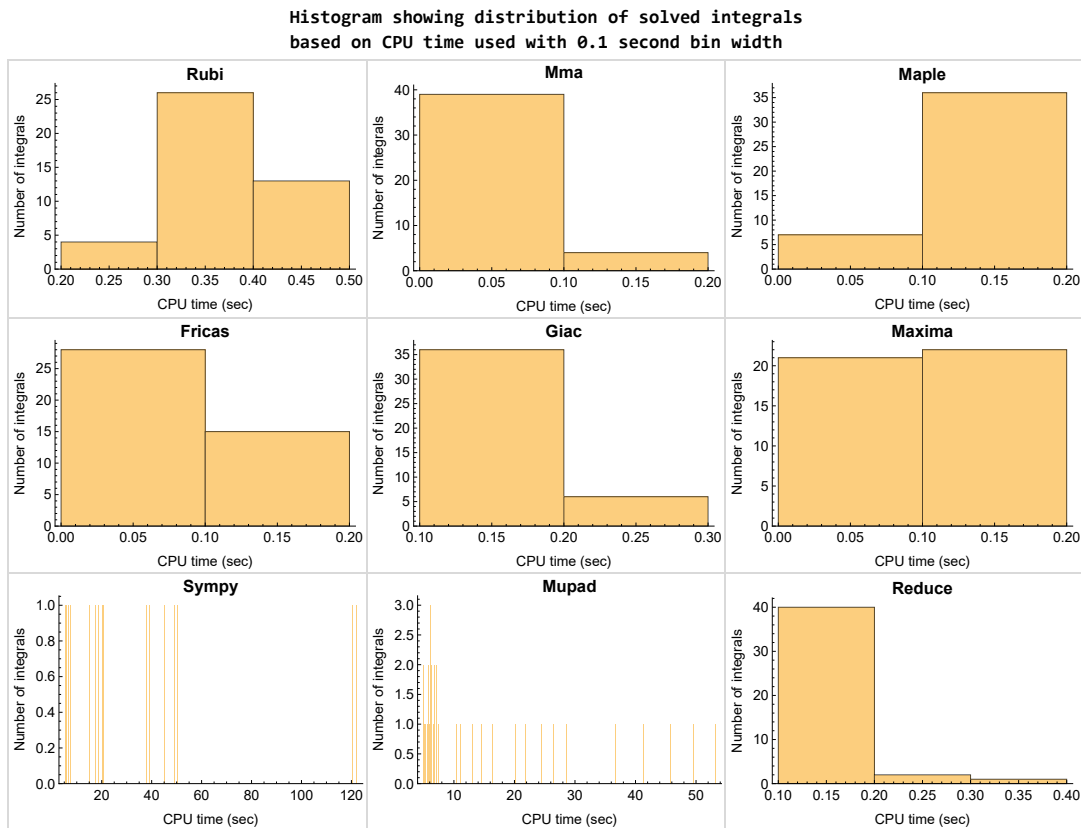 Histogram showing distribution of solved integrals
based on CPU time used with 0.1 second bin width
Rubi
Number of integrals
25
20
15
10
5
0
0.20 0.25 0.30 0.35 0.40 0.45 0.50
CPU time (sec)
Mma
Number of integrals
40
30
20
10
0
0.00 0.05 0.10 0.15 0.20
CPU time (sec)
Maple
Number of integrals
35
30
25
20
15
10
5
0
0.00 0.05 0.10 0.15 0.20
CPU time (sec)
Fricas
Number of integrals
25
20
15
10
5
0
0.00 0.05 0.10 0.15 0.20
CPU time (sec)
Giac
Number of integrals
35
30
25
20
15
10
5
0
0.10 0.15 0.20 0.25 0.30
CPU time (sec)
Maxima
Number of integrals
20
15
10
5
0
0.00 0.05 0.10 0.15 0.20
CPU time (sec)
Sympy
Number of integrals
1.0
0.8
0.6
0.4
0.2
0.0
20 40 60 80 100 120
CPU time (sec)
Mupad
Number of integrals
3.0
2.5
2.0
1.5
1.0
0.5
0.0
10 20 30 40 50
CPU time (sec)
Reduce
Number of integrals
40
30
20
10
0
0.10 0.15 0.20 0.25 0.30 0.35 0.40
CPU time (sec)